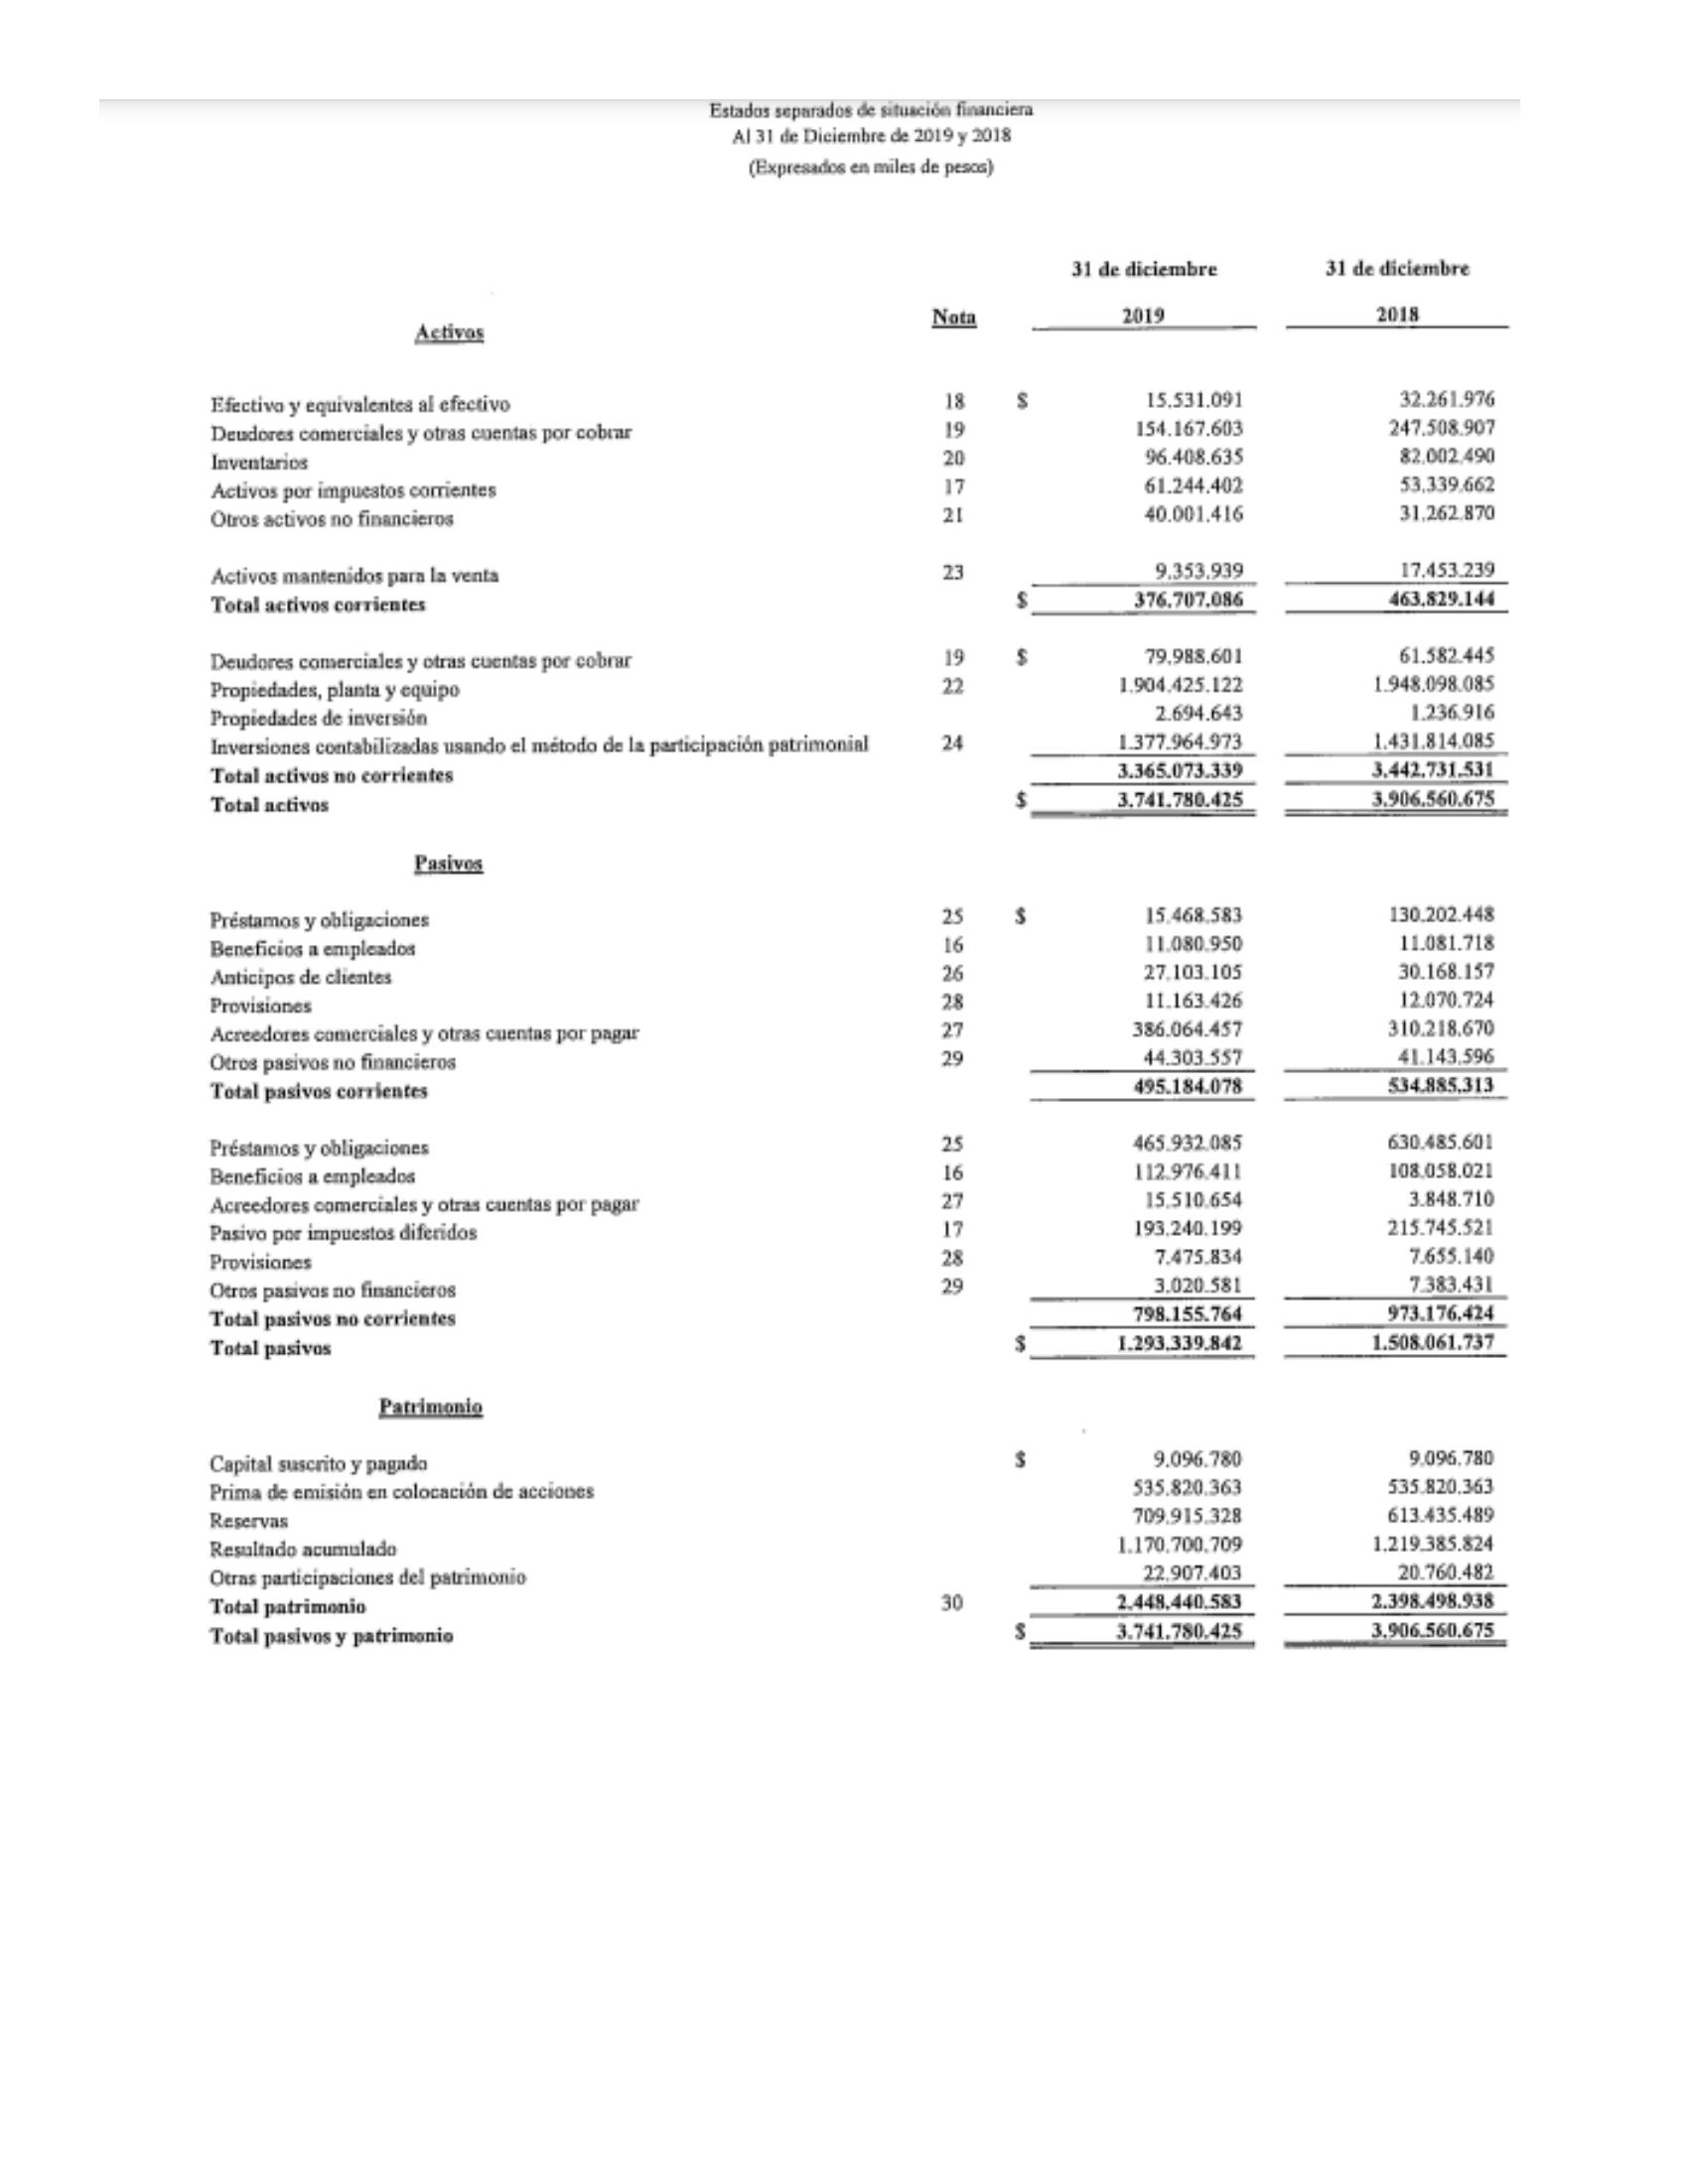 Estados separados de situación financiera
Al 31 de Diciembre de 2019 y 2018
(Expresados en miles de pesos)
31 de diciembre 31 de diciembre
Nota 2019 2018
Activos
Efectivo y equivalentes al efectivo 18 $ 15.531.091 32.261.976
Deudores comerciales y otras cuentas por cobrar 19 154.167.603 247.508.907
Inventarios 20 96.408.635 82.002.490
Activos por impuestos corrientes 17 61.244.402 53.339.662
Otros activos no financieros 21 40.001.416 31.262.870
Activos mantenidos para la venta 23 9.353.939 17.453.239
Total activos corrientes $ 376.707.086 463.829.144
Deudores comerciales y otras cuentas por cobrar 19 $ 79.988.601 61.582.445
Propiedades, planta y equipo 22 1.904.425.122 1.948.098.085
Propiedades de inversión 2.694.643 1.236.916
Inversiones contabilizadas usando el método de la participación patrimonial 24 1.377.964.973 1.431.814.085
Total activos no corrientes 3.365.073.339 3.442.731.531
Total activos $ 3.741.780.425 3.906.560.675
Pasivos
Préstamos y obligaciones 25 $ 15.468.583 130.202.448
Beneficios a empleados 16 11.080.950 11.081.718
Anticipos de clientes 26 27.103.105 30.168.157
Provisiones 28 11.163.426 12.070.724
Acreedores comerciales y otras cuentas por pagar 27 386.064.457 310.218.670
Otros pasivos no financieros 29 44.303.557 41.143.596
Total pasivos corrientes 495.184.078 534.885.313
Préstamos y obligaciones 25 465.932.085 630.485.601
Beneficios a empleados 16 112.976.411 108.058.021
Acreedores comerciales y otras cuentas por pagar 27 15.510.654 3.848.710
Pasivo por impuestos diferidos 17 193.240.199 215.745.521
Provisiones 28 7.475.834 7.655.140
Otros pasivos no financieros 29 3.020.581 7.383.431
Total pasivos no corrientes 798.155.764 973.176.424
Total pasivos $ 1.293.339.842 1.508.061.737
Patrimonio
Capital suscrito y pagado $ 9.096.780 9.096.780
Prima de emisión en colocación de acciones 535.820.363 535.820.363
Reservas 709.915.328 613.435.489
Resultado acumulado 1.170.700.709 1.219.385.824
Otras participaciones del patrimonio 22.907.403 20.760.482
Total patrimonio 30 2.448.440.583 2.398.498.938
Total pasivos y patrimonio $ 3.741.780.425 3.906.560.675